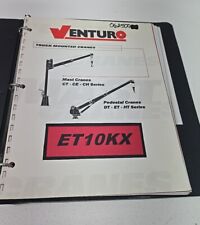 VENTURO
TRUCK MOUNTED CRANES
Mast Cranes
CT - CE - CH Series
Pedestal Cranes
DT - ET - HT Series
ET10KX